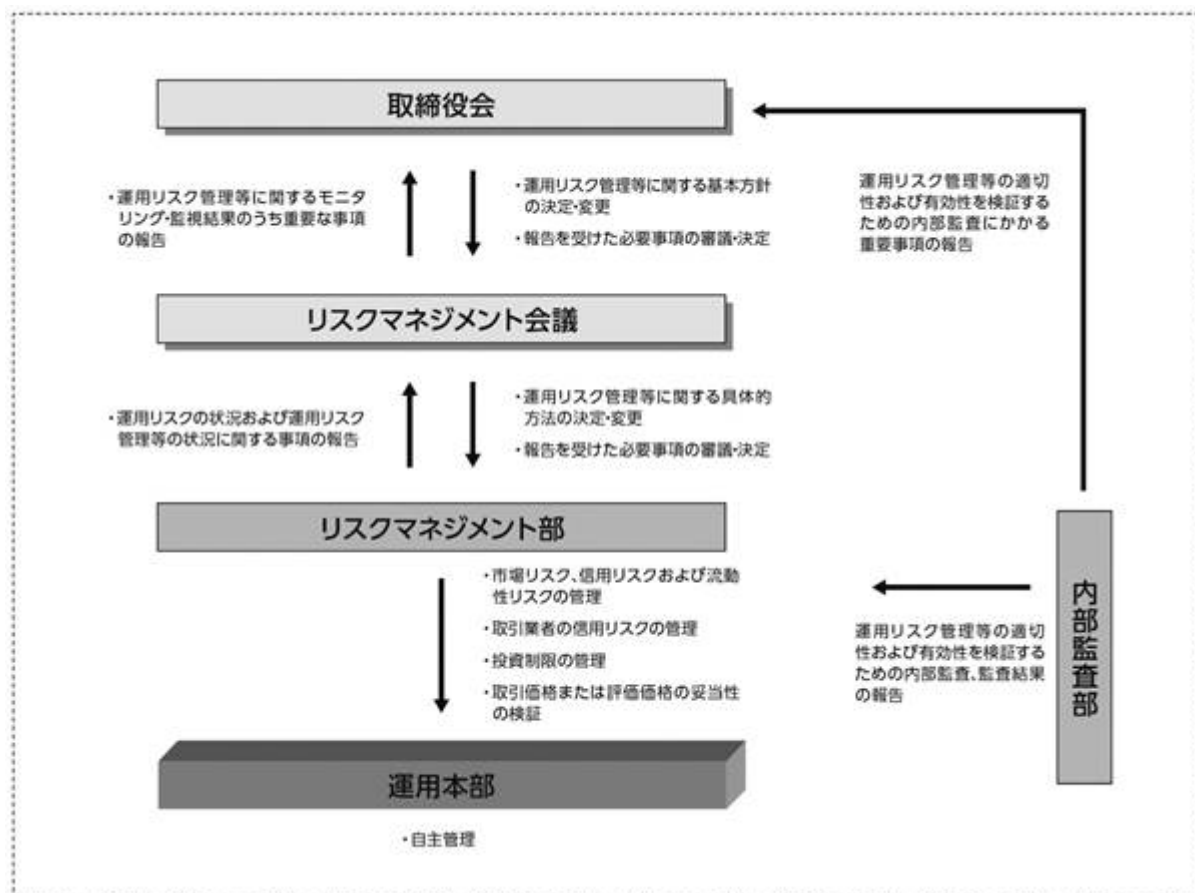 取締役会
・運用リスク管理等に関するモニタ
リング・監視結果のうち重要な事項
の報告
・運用リスク管理等に関する基本方針
の決定・変更
・報告を受けた必要事項の審議・決定
運用リスク管理等の適切
性および有効性を検証する
ための内部監査にかかる
重要事項の報告
リスクマネジメント会議
・運用リスクの状況および運用リスク
管理等の状況に関する事項の報告
・運用リスク管理等に関する具体的
方法の決定・変更
・報告を受けた必要事項の審議・決定
リスクマネジメント部
・市場リスク、信用リスクおよび流動
性リスクの管理
・取引業者の信用リスクの管理
・投資制限の管理
・取引価格または評価価格の妥当性
の検証
運用リスク管理等の適切
性および有効性を検証する
ための内部監査、監査結果
の報告
内部監査部
運用本部
・自主管理